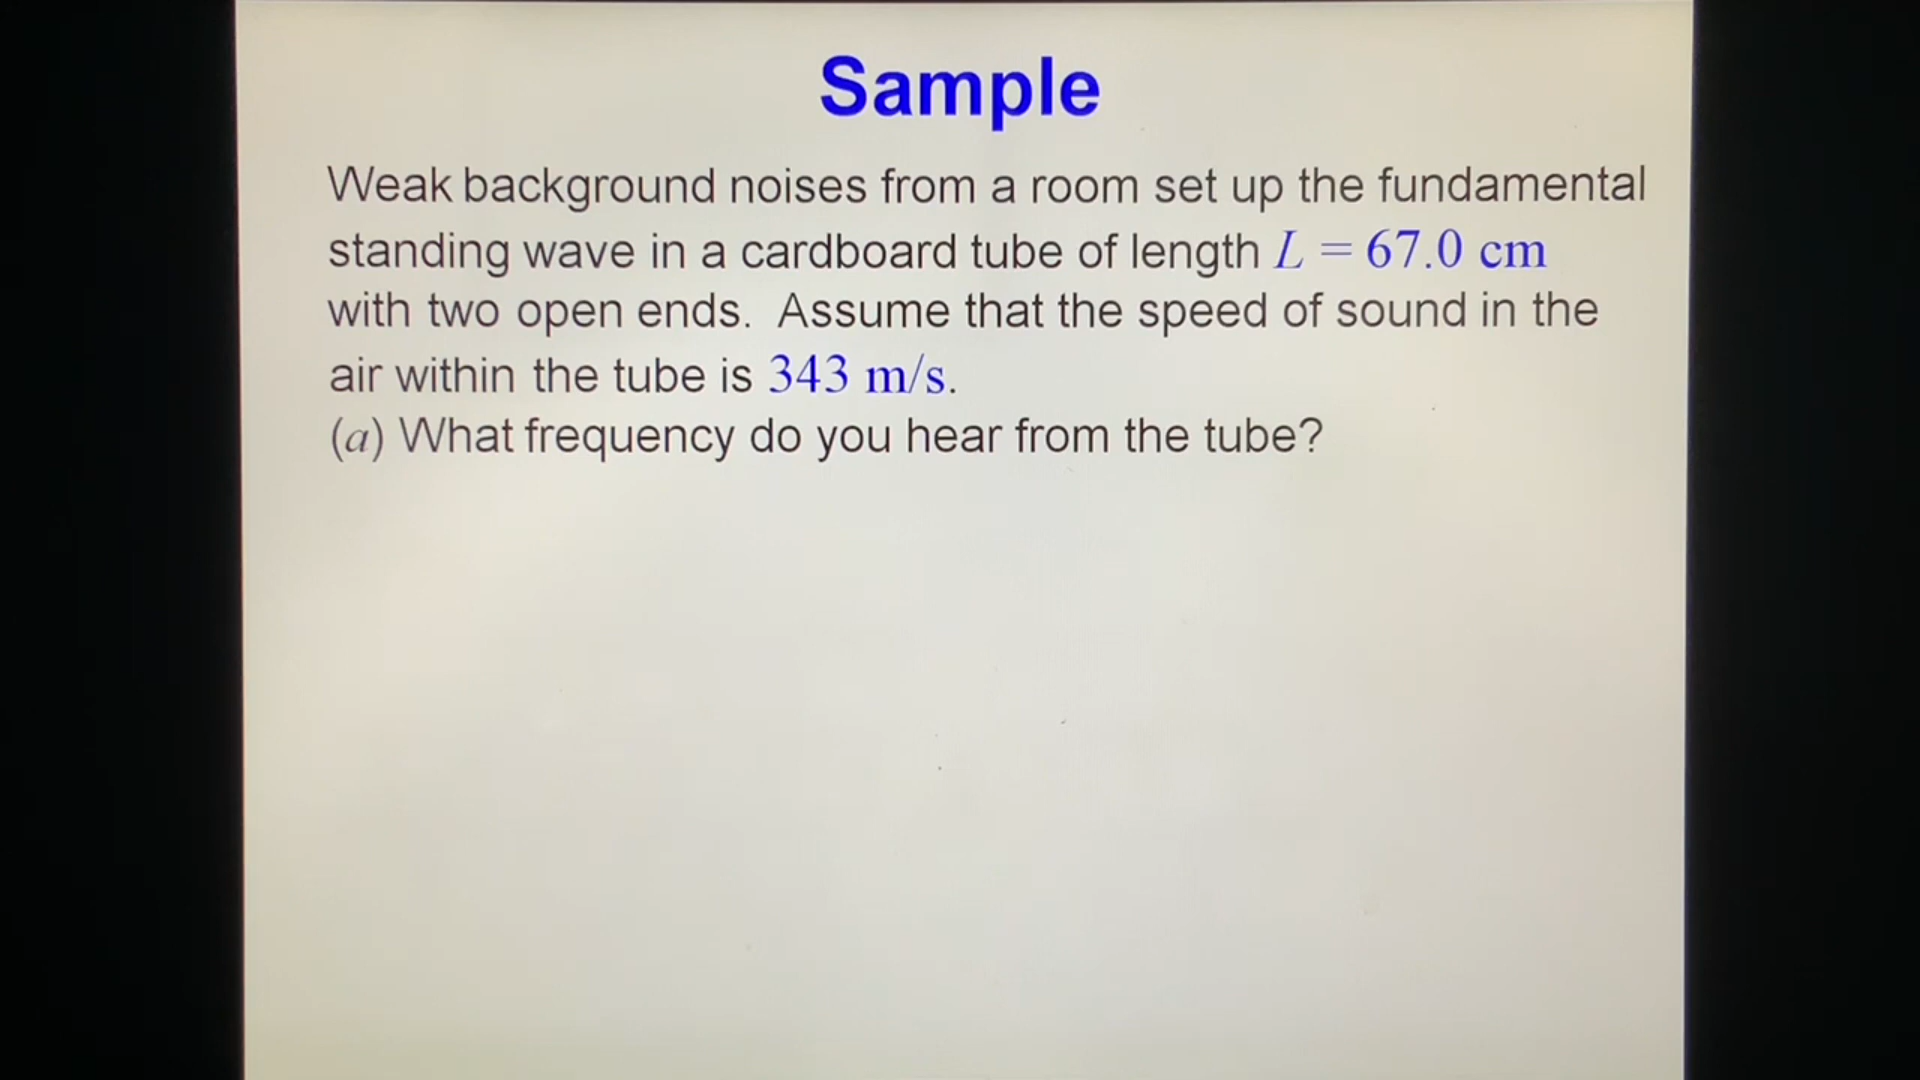 Sample
Weak background noises from a room set up the fundamental
standing wave in a cardboard tube of length L = 67.0 cm
with two open ends.  Assume that the speed of sound in the
air within the tube is 343 m/s.
(a) What frequency do you hear from the tube?